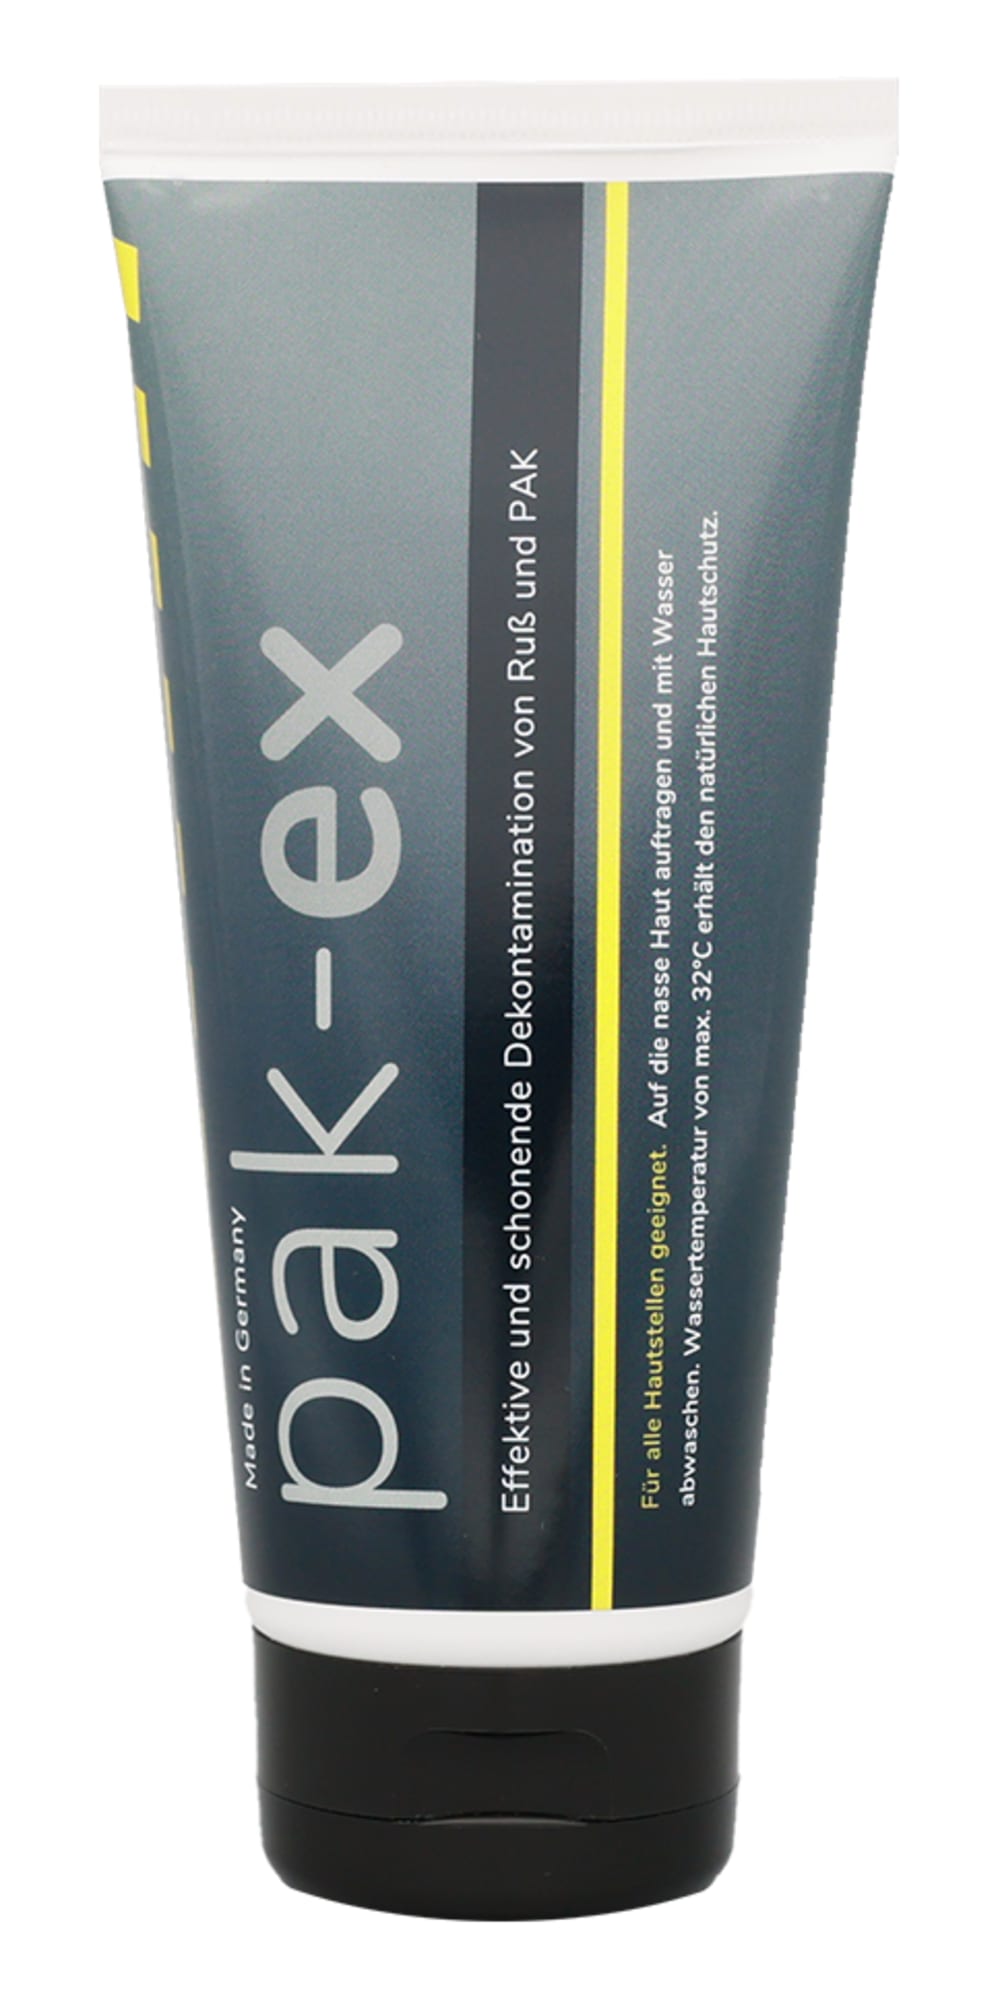 Made in Germany
pak-ex
Effektive und schonende Dekontamination von Ruß und PAK
Für alle Hautstellen geeignet. Auf die nasse Haut auftragen und mit Wasser
abwaschen. Wassertemperatur von max. 32°C erhält den natürlichen Hautschutz.